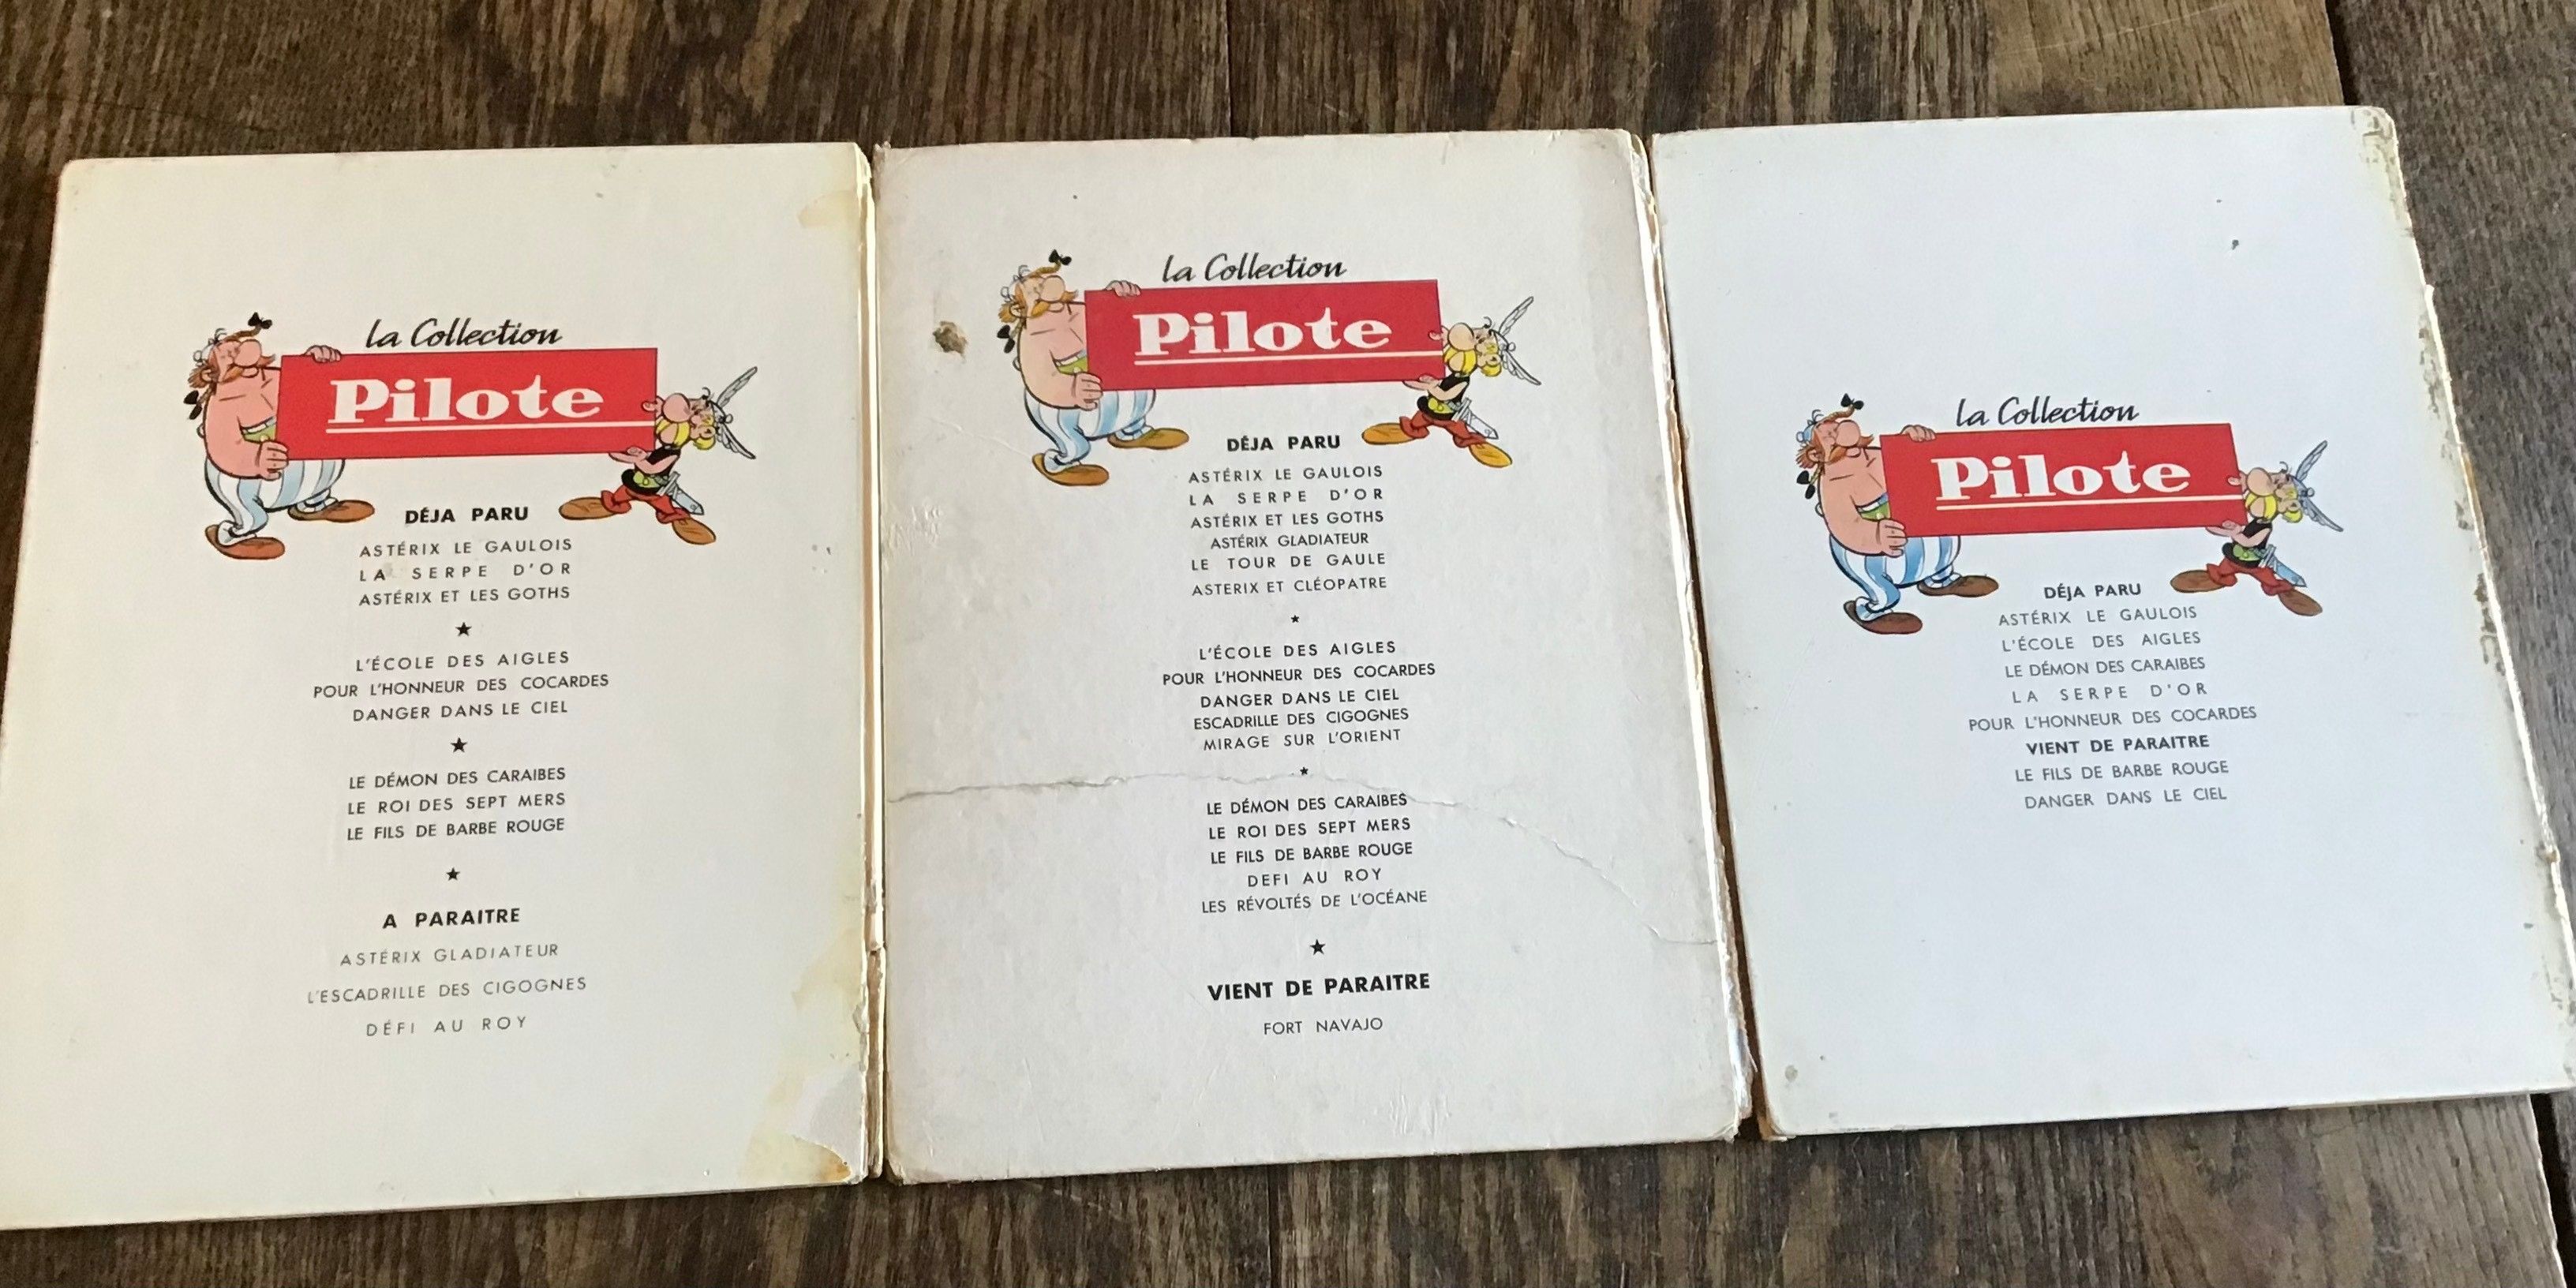 La Collection
Pilote
DÉJA PARU
ASTÉRIX LE GAULOIS
LA SERPE D'OR
ASTÉRIX ET LES GOTHS
★
L'ÉCOLE DES AIGLES
POUR L'HONNEUR DES COCARDES
DANGER DANS LE CIEL
★
LE DÉMON DES CARAIBES
LE ROI DES SEPT MERS
LE FILS DE BARBE ROUGE
★
A PARAITRE
ASTÉRIX GLADIATEUR
L'ESCADRILLE DES CIGOGNES
DÉFI AU ROY
La Collection
Pilote
DÉJA PARU
ASTÉRIX LE GAULOIS
LA SERPE D'OR
ASTÉRIX ET LES GOTHS
ASTÉRIX GLADIATEUR
LE TOUR DE GAULE
ASTERIX ET CLÉOPATRE
★
L'ÉCOLE DES AIGLES
POUR L'HONNEUR DES COCARDES
DANGER DANS LE CIEL
ESCADRILLE DES CIGOGNES
MIRAGE SUR L'ORIENT
★
LE DÉMON DES CARAIBES
LE ROI DES SEPT MERS
LE FILS DE BARBE ROUGE
DEFI AU ROY
LES RÉVOLTÉS DE L'OCÉANE
★
VIENT DE PARAITRE
FORT NAVAJO
La Collection
Pilote
DÉJA PARU
ASTÉRIX LE GAULOIS
L'ÉCOLE DES AIGLES
LE DÉMON DES CARAIBES
LA SERPE D'OR
POUR L'HONNEUR DES COCARDES
VIENT DE PARAITRE
LE FILS DE BARBE ROUGE
DANGER DANS LE CIEL